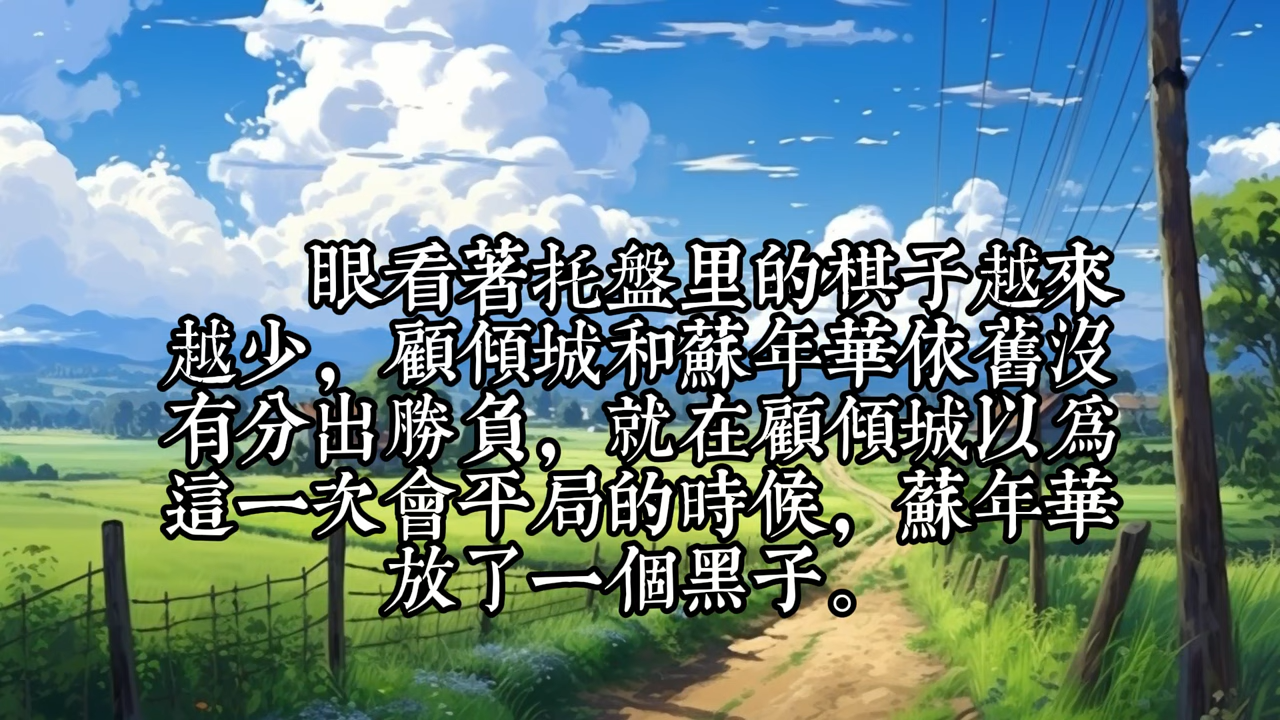 眼看著托盤里的棋子越來
越少，顧傾城和蘇年華依舊沒
有分出勝負，就在顧傾城以爲
這一次會平局的時候，蘇年華
放了一個黑子。